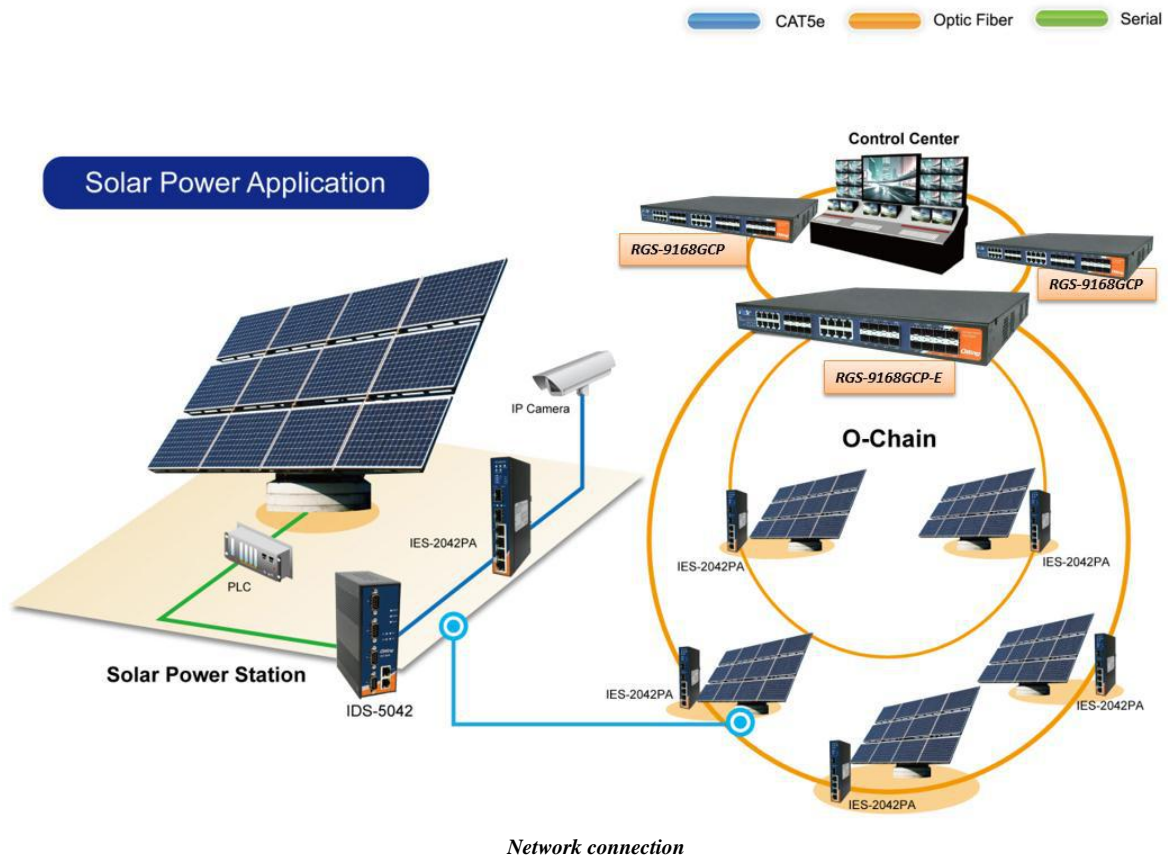 CAT5e
Optic Fiber
Serial
Solar Power Application
Control Center
RGS-9168GCP
RGS-9168GCP
RGS-9168GCP-E
O-Chain
IP Camera
IES-2042PA
PLC
Solar Power Station
IDS-5042
IES-2042PA
IES-2042PA
IES-2042PA
IES-2042PA
IES-2042PA
Network connection